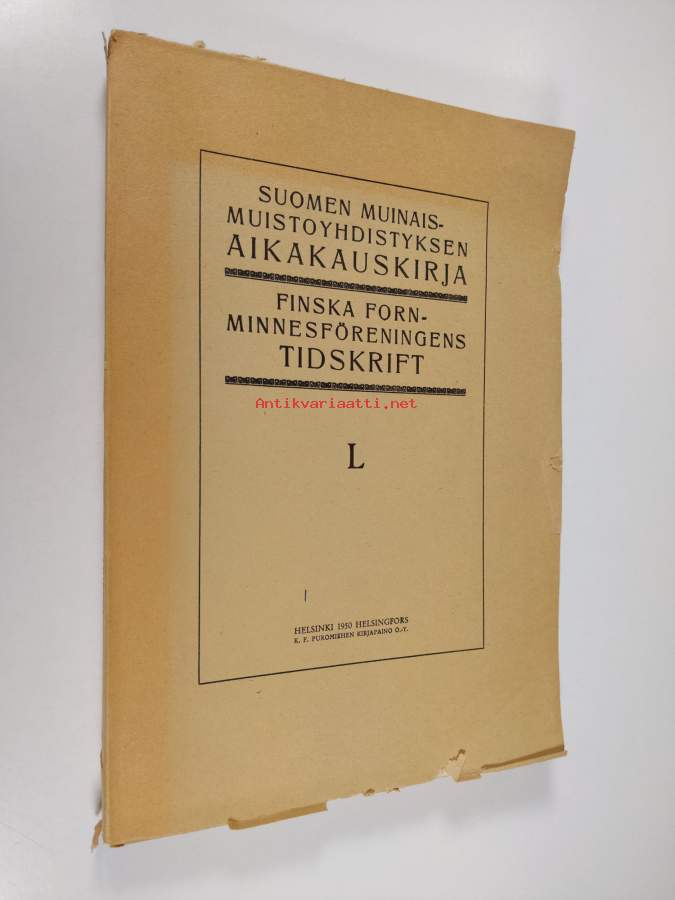 SUOMEN MUINAIS-
MUISTOYHDISTYKSEN
AIKAKAUSKIRJA
FINSKA FORN-
MINNESFÖRENINGENS
TIDSKRIFT
Antikvariaatti.net
L
HELSINKI 1950 HELSINGFORS
K. F. PUROMIEHEN KIRJAPAINO O.Y.